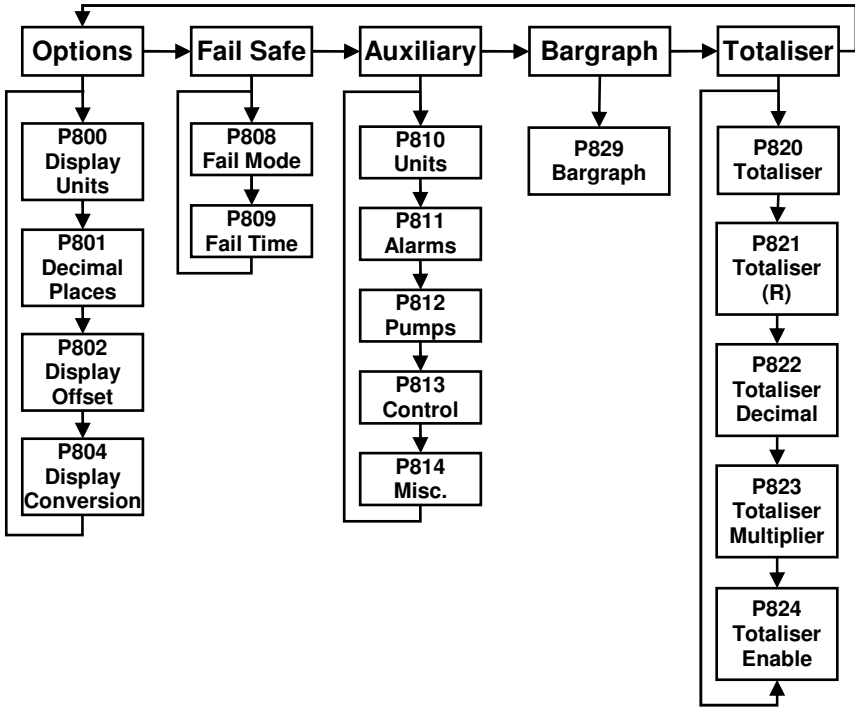 Options
Fail Safe
Auxiliary
Bargraph
Totaliser
P800
Display
Units
P801
Decimal
Places
P802
Display
Offset
P804
Display
Conversion
P808
Fail Mode
P809
Fail Time
P810
Units
P811
Alarms
P812
Pumps
P813
Control
P814
Misc.
P829
Bargraph
P820
Totaliser
P821
Totaliser
(R)
P822
Totaliser
Decimal
P823
Totaliser
Multiplier
P824
Totaliser
Enable